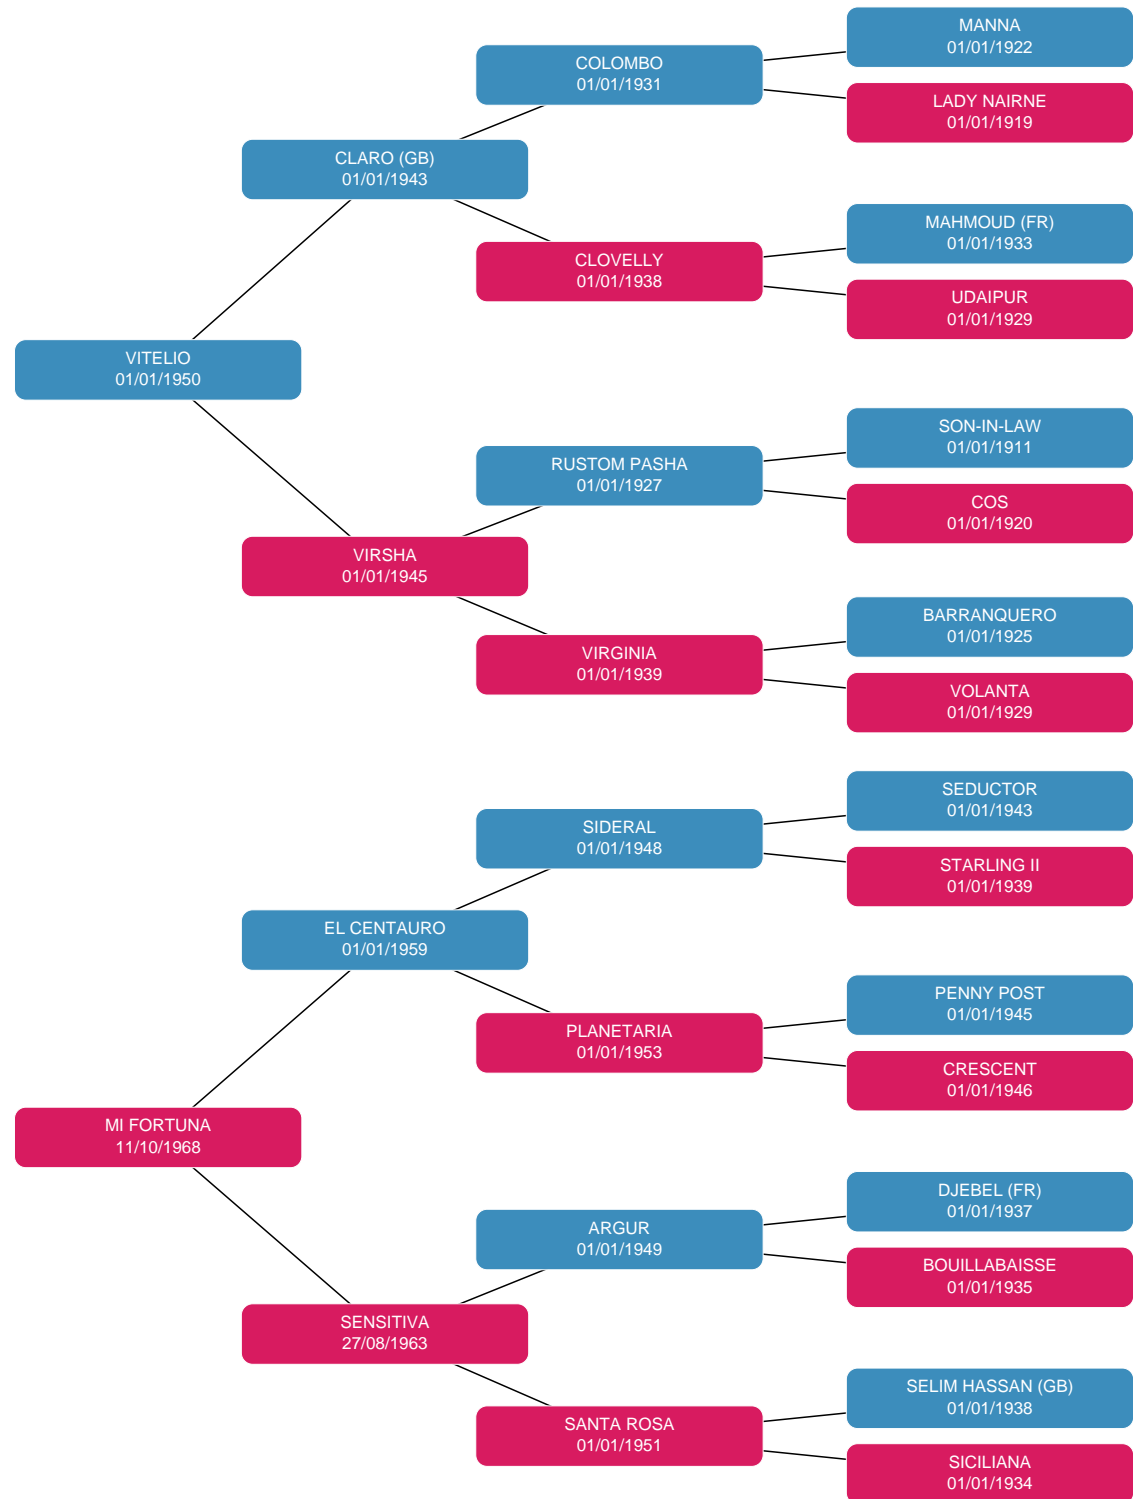 MANNA
01/01/1922
COLOMBO
01/01/1931
LADY NAIRNE
01/01/1919
CLARO (GB)
01/01/1943
MAHMOUD (FR)
01/01/1933
CLOVELLY
01/01/1938
UDAIPUR
01/01/1929
VITELIO
01/01/1950
SON-IN-LAW
01/01/1911
RUSTOM PASHA
01/01/1927
COS
01/01/1920
VIRSHA
01/01/1945
BARRANQUERO
01/01/1925
VIRGINIA
01/01/1939
VOLANTA
01/01/1929
SEDUCTOR
01/01/1943
SIDERAL
01/01/1948
STARLING II
01/01/1939
EL CENTAURO
01/01/1959
PENNY POST
01/01/1945
PLANETARIA
01/01/1953
CRESCENT
01/01/1946
MI FORTUNA
11/10/1968
DJEBEL (FR)
01/01/1937
ARGUR
01/01/1949
BOUILLABAISSE
01/01/1935
SENSITIVA
27/08/1963
SELIM HASSAN (GB)
01/01/1938
SANTA ROSA
01/01/1951
SICILIANA
01/01/1934